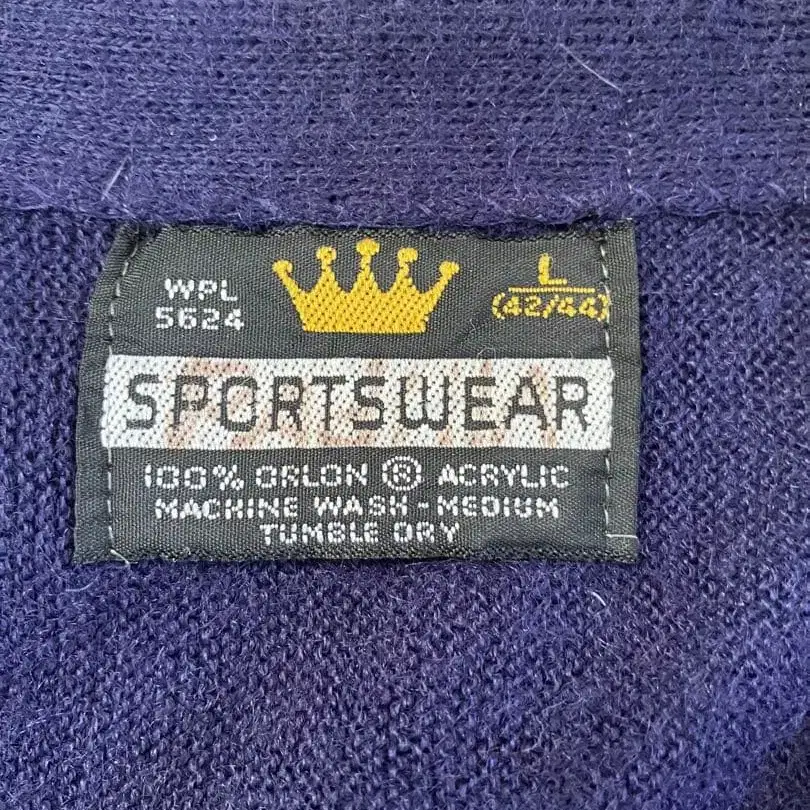 WPL
5624
L
(42/44)
SPORTSWEAR
100% ORLON ® ACRYLIC
MACHINE WASH - MEDIUM
TUMBLE DRY